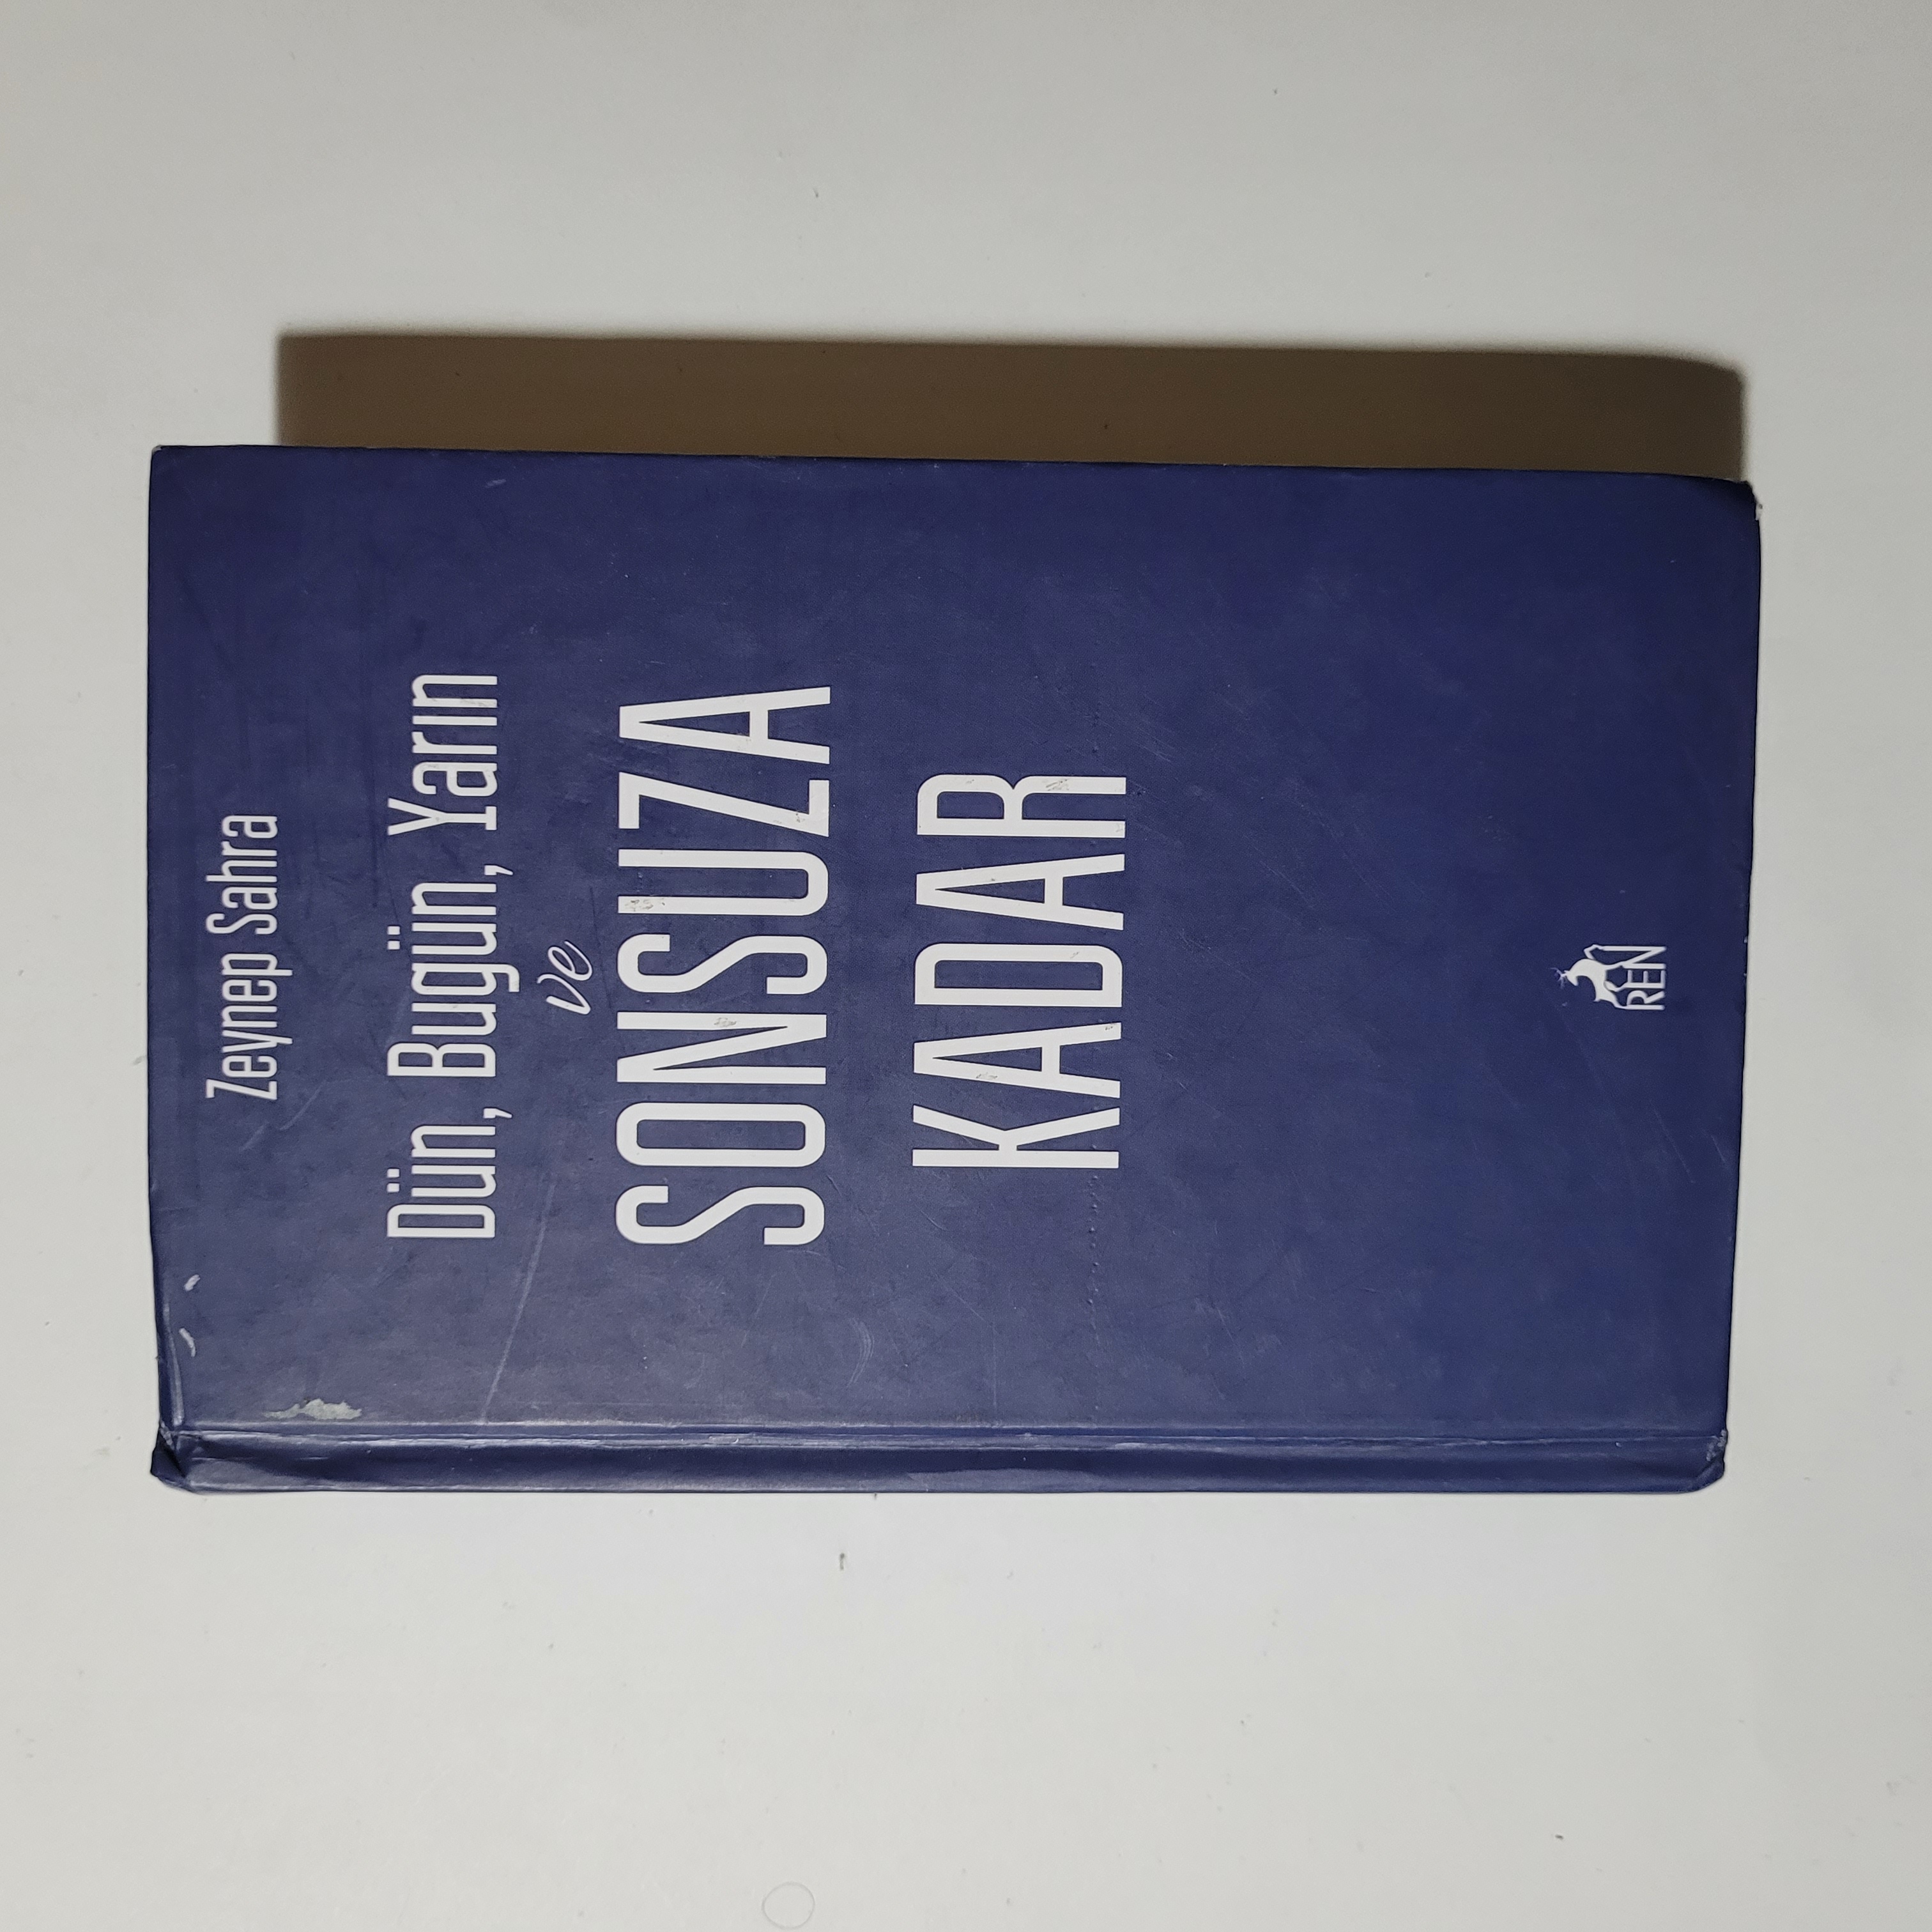 Zeynep Sahra
Dün, Bugün, Yarın
ve
SONSUZA
KADAR
REN